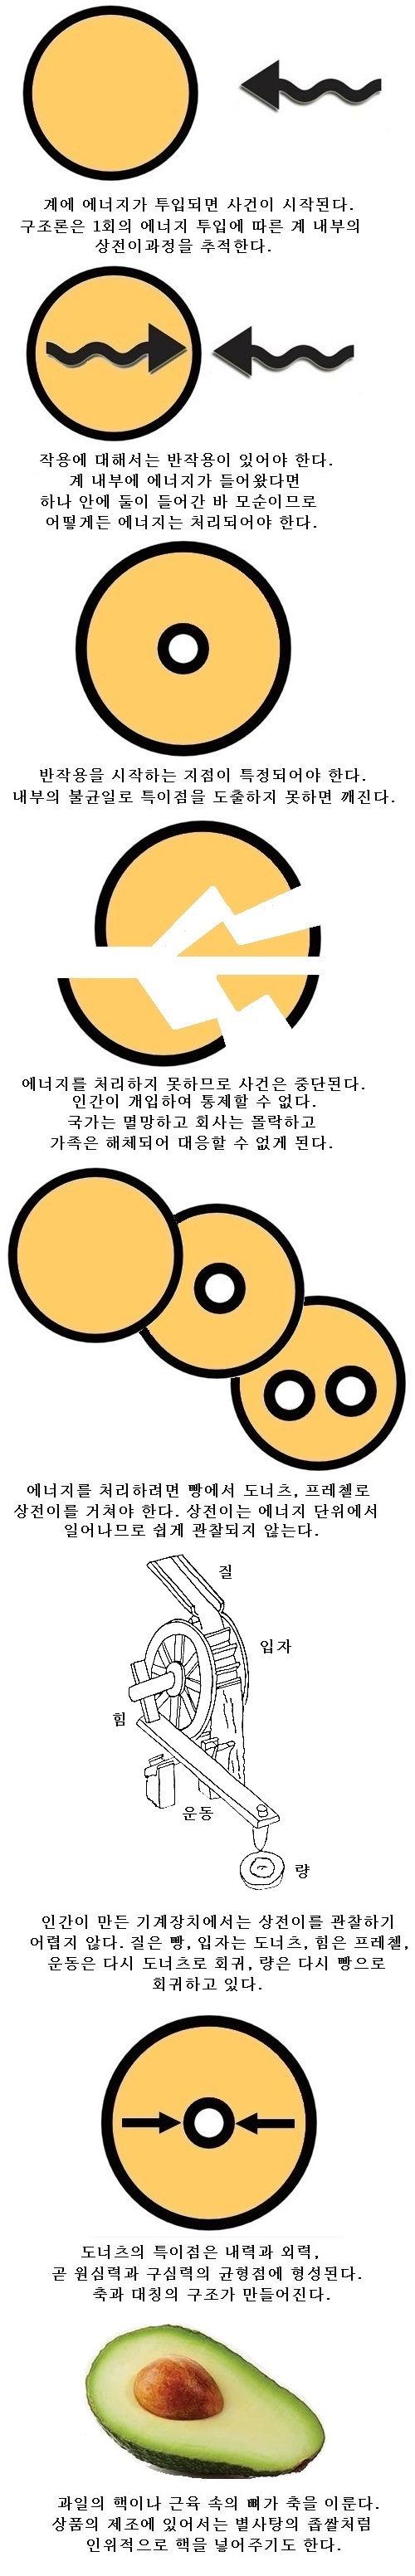 계에 에너지가 투입되면 사건이 시작된다.
구조론은 1회의 에너지 투입에 따른 계 내부의
상전이과정을 추적한다.
작용에 대해서는 반작용이 있어야 한다.
계 내부에 에너지가 들어왔다면
하나 안에 둘이 들어간 바 모순이므로
어떻게든 에너지는 처리되어야 한다.
반작용을 시작하는 지점이 특정되어야 한다.
내부의 불균일로 특이점을 도출하지 못하면 깨진다.
에너지를 처리하지 못하므로 사건은 중단된다.
인간이 개입하여 통제할 수 없다.
국가는 멸망하고 회사는 몰락하고
가족은 해체되어 대응할 수 없게 된다.
에너지를 처리하려면 빵에서 도너츠, 프레첼로
상전이를 거쳐야 한다. 상전이는 에너지 단위에서
일어나므로 쉽게 관찰되지 않는다.
질
입자
힘
운동
량
인간이 만든 기계장치에서는 상전이를 관찰하기
어렵지 않다. 질은 빵, 입자는 도너츠, 힘은 프레첼,
운동은 다시 도너츠로 회귀, 량은 다시 빵으로
회귀하고 있다.
도너츠의 특이점은 내력과 외력,
곧 원심력과 구심력의 균형점에 형성된다.
축과 대칭의 구조가 만들어진다.
과일의 핵이나 근육 속의 뼈가 축을 이룬다.
상품의 제조에 있어서는 별사탕의 좁쌀처럼
인위적으로 핵을 넣어주기도 한다.